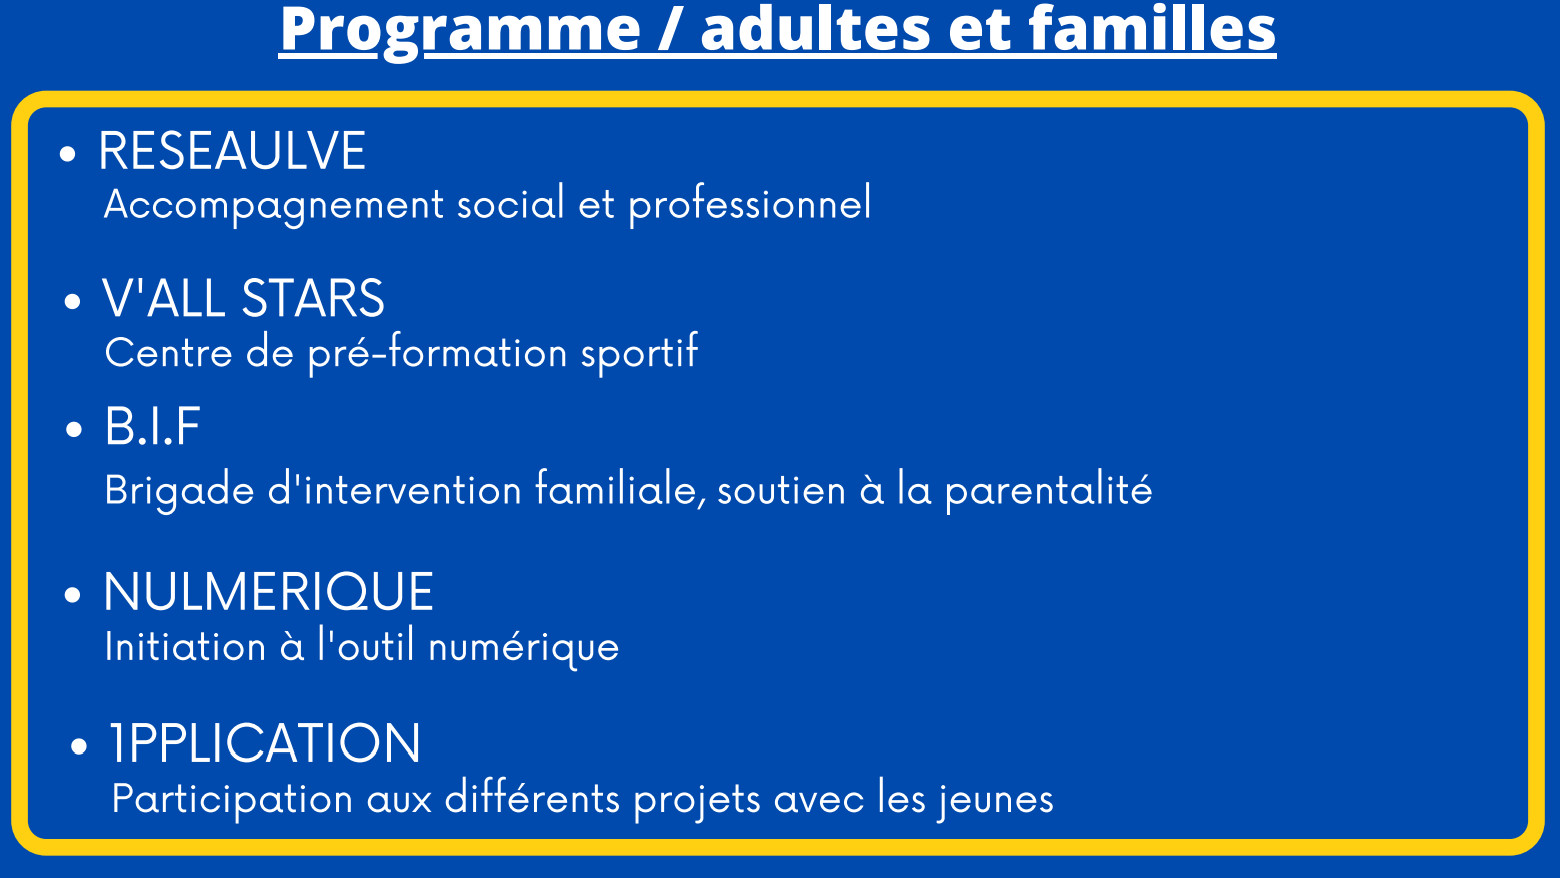 Programme / adultes et familles
• RESEAULVE
Accompagnement social et professionnel
• V'ALL STARS
Centre de pré-formation sportif
• B.I.F
Brigade d'intervention familiale, soutien à la parentalité
• NULMERIQUE
Initiation à l'outil numérique
• 1PPLICATION
Participation aux différents projets avec les jeunes